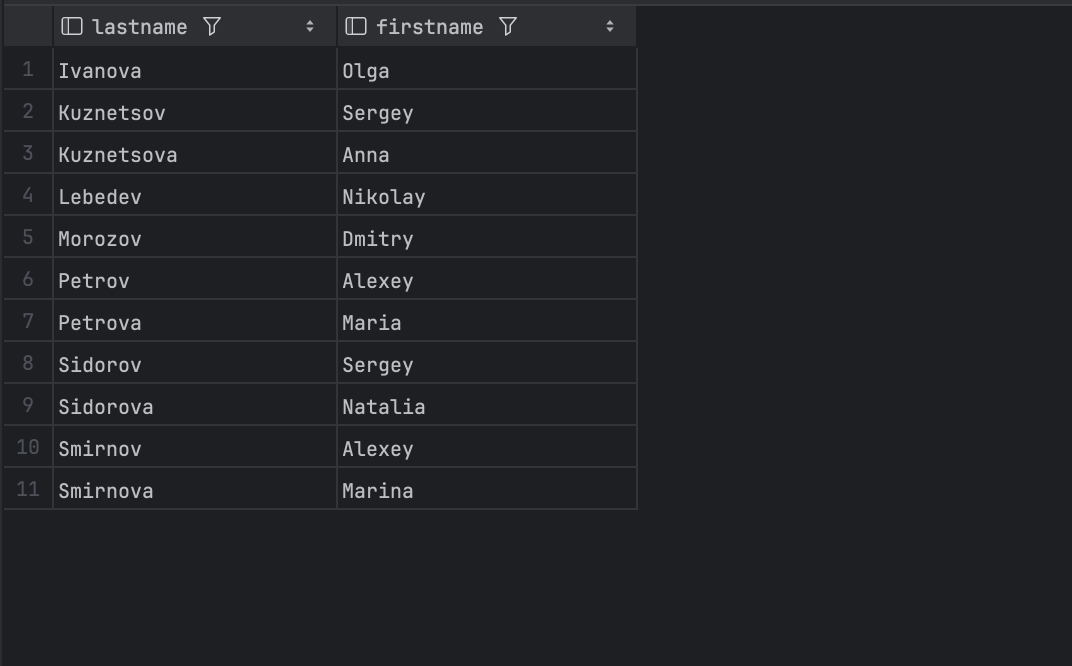 lastname firstname
1 Ivanova Olga
2 Kuznetsov Sergey
3 Kuznetsova Anna
4 Lebedev Nikolay
5 Morozov Dmitry
6 Petrov Alexey
7 Petrova Maria
8 Sidorov Sergey
9 Sidorova Natalia
10 Smirnov Alexey
11 Smirnova Marina